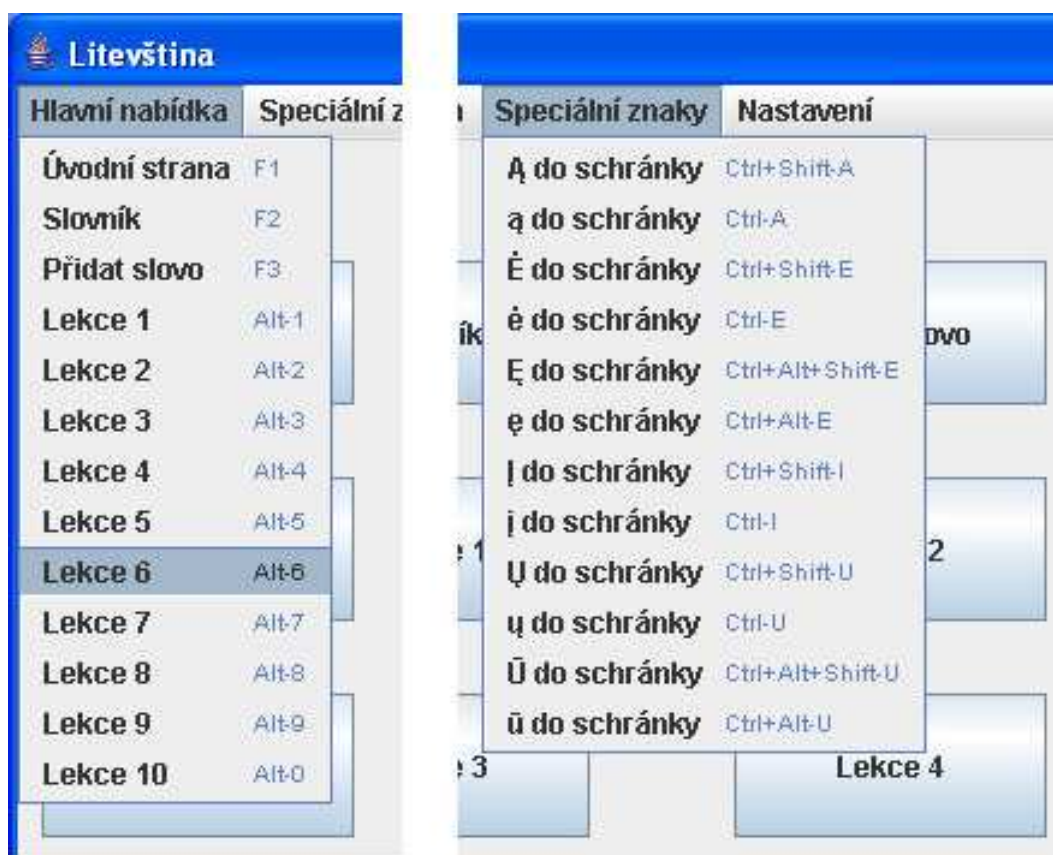 Litevština
Hlavní nabídka Speciální z
Úvodní strana F1
Slovník F2
Přidat slovo F3
Lekce 1 Alt-1
Lekce 2 Alt-2
Lekce 3 Alt-3
Lekce 4 Alt-4
Lekce 5 Alt-5
Lekce 6 Alt-6
Lekce 7 Alt-7
Lekce 8 Alt-8
Lekce 9 Alt-9
Lekce 10 Alt-0
Speciální znaky Nastavení
Ą do schránky Ctrl+Shift-A
ą do schránky Ctrl-A
Ė do schránky Ctrl+Shift-E
ė do schránky Ctrl-E
Ę do schránky Ctrl+Alt+Shift-E
ę do schránky Ctrl+Alt-E
Į do schránky Ctrl+Shift-I
į do schránky Ctrl-I
Ų do schránky Ctrl+Shift-U
ų do schránky Ctrl-U
Ū do schránky Ctrl+Alt+Shift-U
ū do schránky Ctrl+Alt-U
ík ovo
1 2
3 Lekce 4